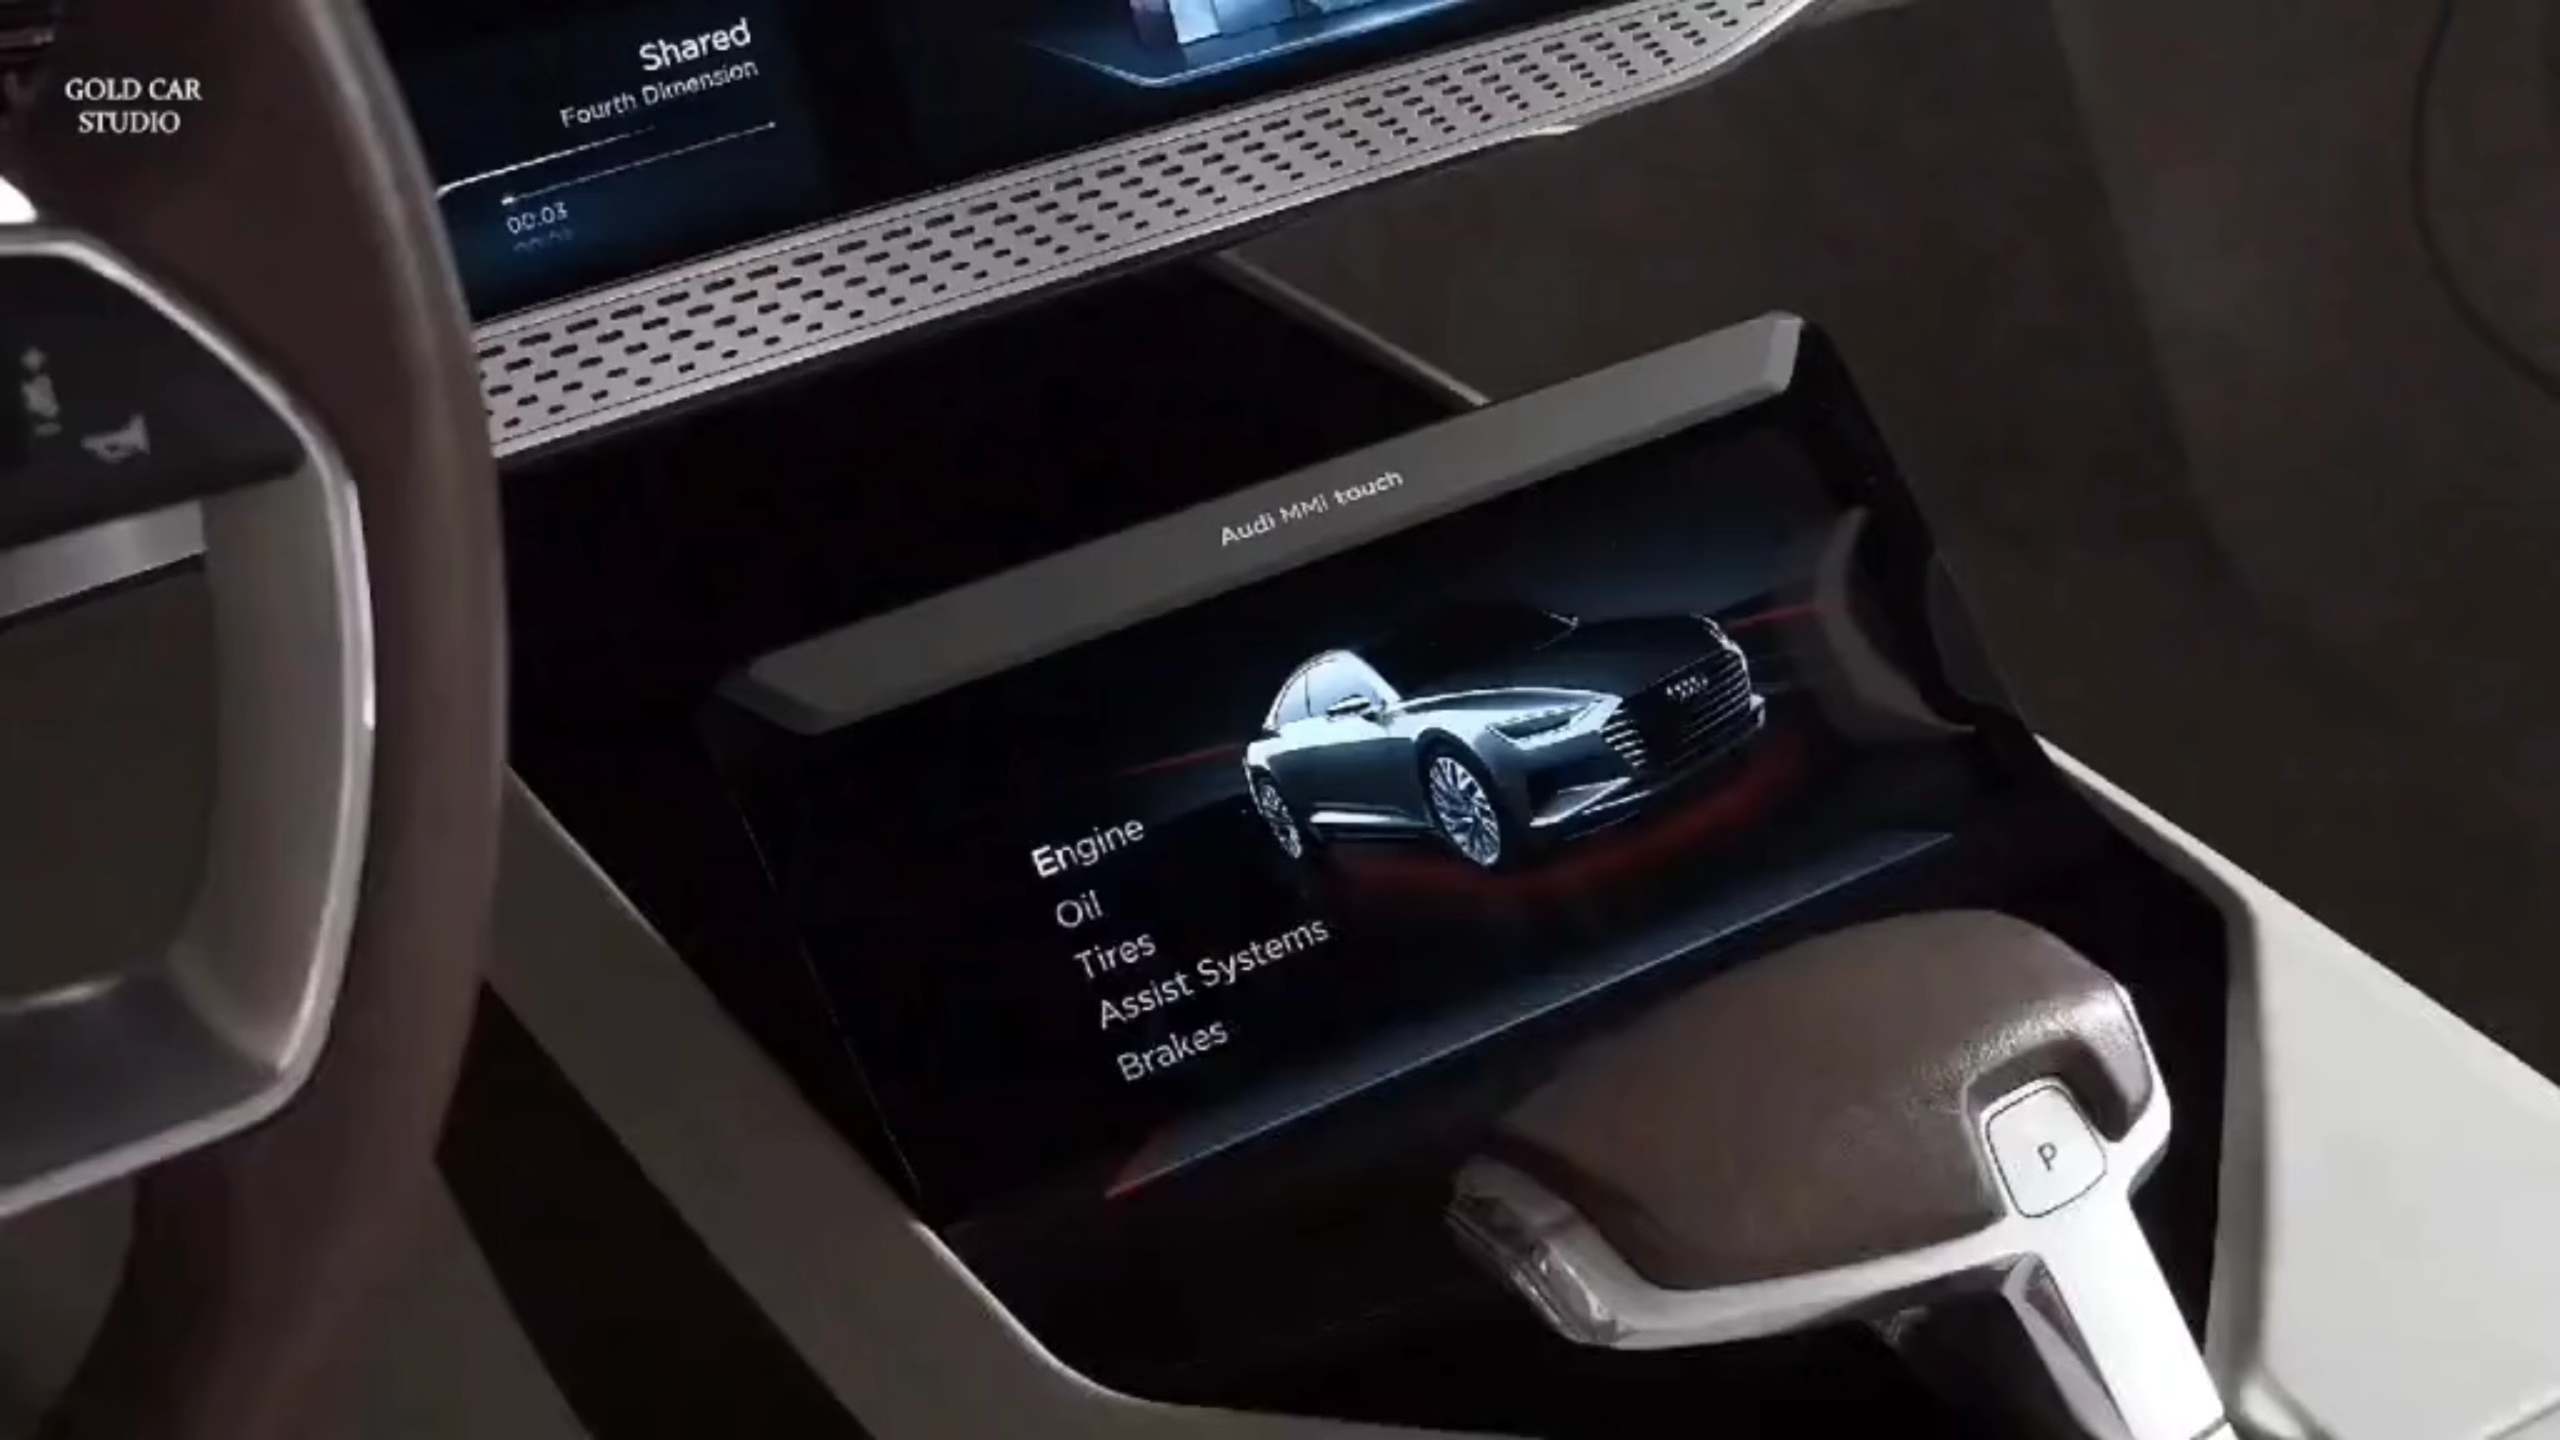 GOLD CAR
STUDIO
Shared
Fourth Dimension
00:03
Audi MMI touch
Engine
Oil
Tires
Assist Systems
Brakes
P